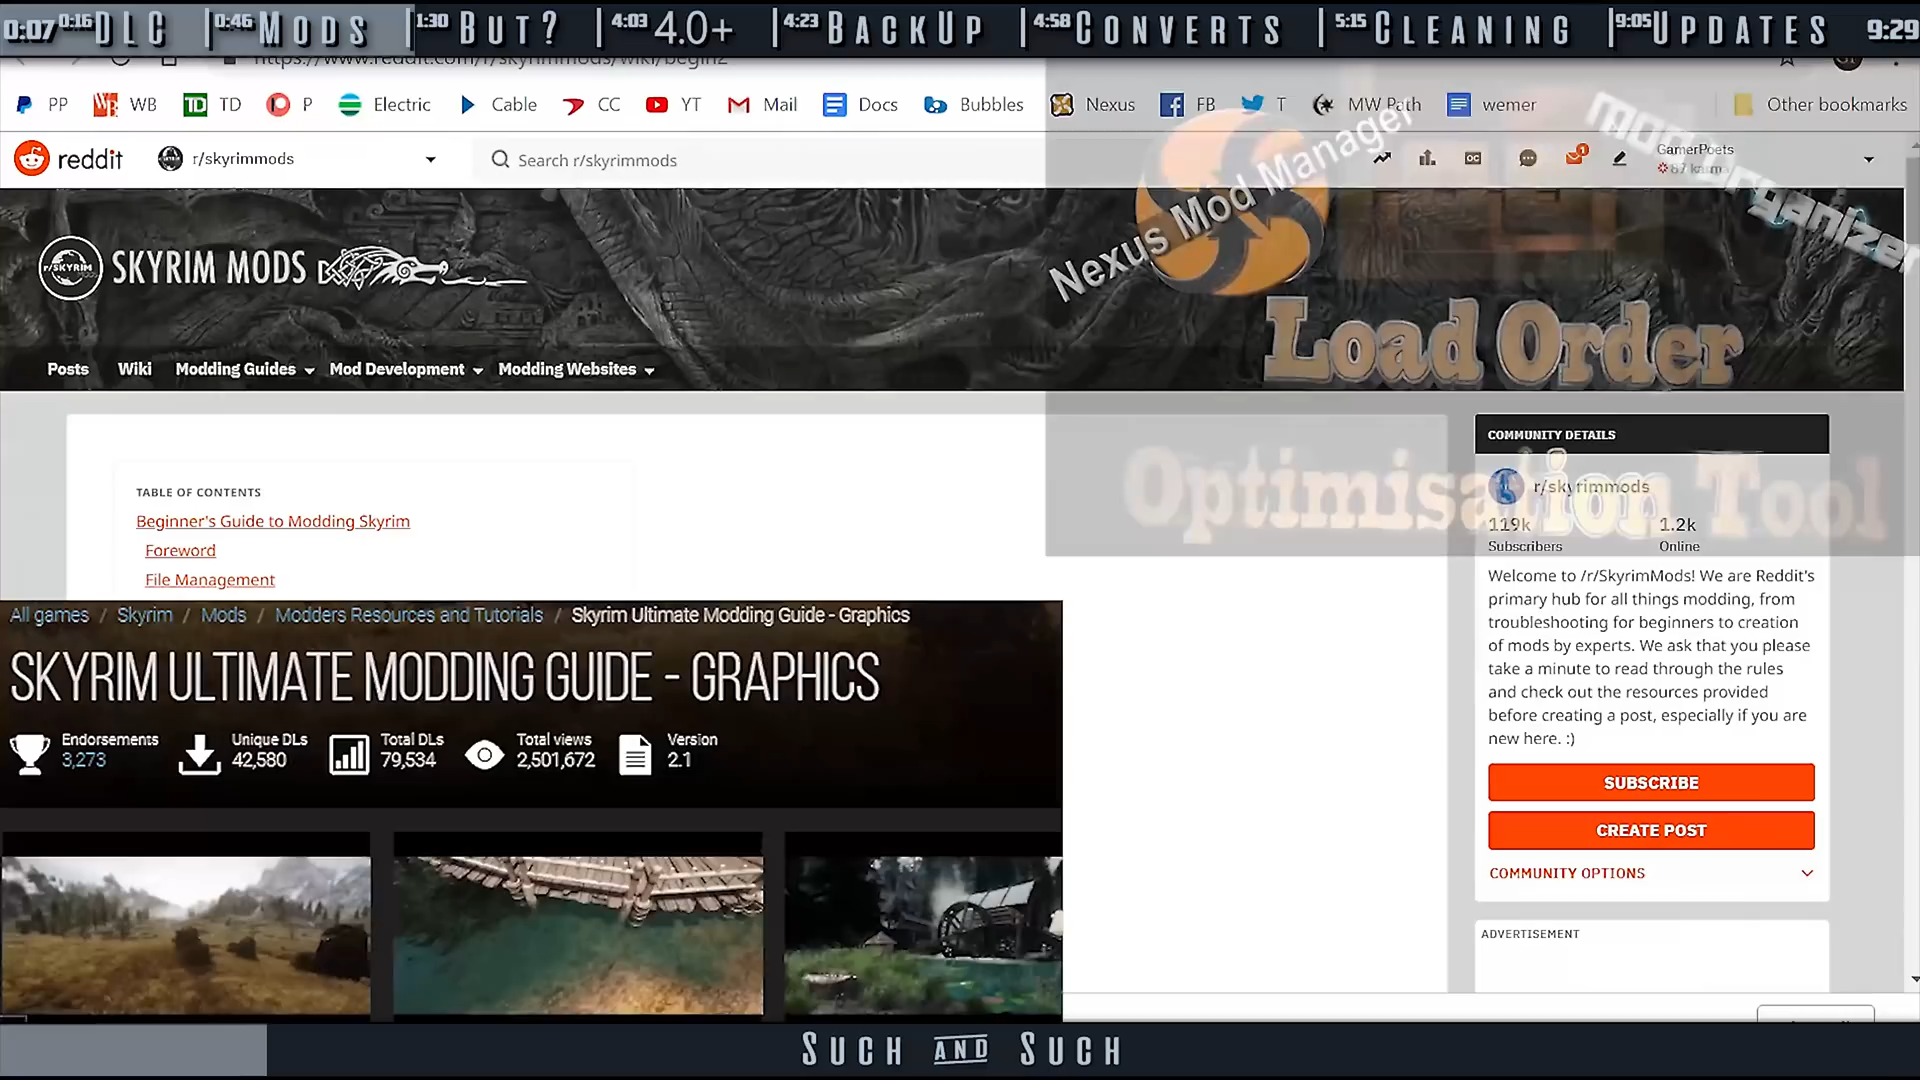 0:07 0:16 DLC 0:46 MODS 1:30 BUT? 4:03 4.0+ 4:23 BACKUP 4:58 CONVERTS 5:15 CLEANING 9:05 UPDATES 9:29
https://www.reddit.com/r/skyrimmods/wiki/begin2
PP WB TD P Electric Cable CC YT Mail Docs Bubbles Nexus FB T MW Path wemer Other bookmarks
reddit r/skyrimmods Search r/skyrimmods
GamerPoets
87 karma
Nexus Mod Manager
Mod Organizer
r/SKYRIM MODS
SKYRIM MODS
Load Order
Posts Wiki Modding Guides Mod Development Modding Websites
Optimisation Tool
TABLE OF CONTENTS
Beginner's Guide to Modding Skyrim
Foreword
File Management
COMMUNITY DETAILS
r/skyrimmods
119k 1.2k
Subscribers Online
Welcome to /r/SkyrimMods! We are Reddit's
primary hub for all things modding, from
troubleshooting for beginners to creation
of mods by experts. We ask that you please
take a minute to read through the rules
and check out the resources provided
before creating a post, especially if you are
new here. :)
SUBSCRIBE
CREATE POST
COMMUNITY OPTIONS
ADVERTISEMENT
All games / Skyrim / Mods / Modders Resources and Tutorials / Skyrim Ultimate Modding Guide - Graphics
SKYRIM ULTIMATE MODDING GUIDE - GRAPHICS
Endorsements Unique DLs Total DLs Total views Version
3,273 42,580 79,534 2,501,672 2.1
SUCH AND SUCH